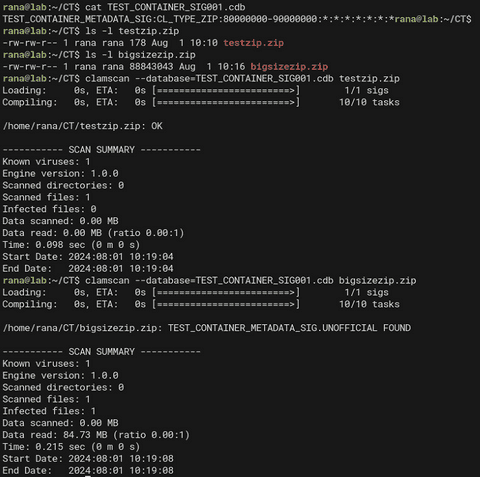 rana@lab:~/CT$ cat TEST_CONTAINER_SIG001.cdb
TEST_CONTAINER_METADATA_SIG:CL_TYPE_ZIP:80000000-90000000:*:*:*:*:*:*rana@lab:~/CT$
rana@lab:~/CT$ ls -l testzip.zip
-rw-rw-r-- 1 rana rana 178 Aug  1 10:10 testzip.zip
rana@lab:~/CT$ ls -l bigsizezip.zip
-rw-rw-r-- 1 rana rana 88843043 Aug  1 10:16 bigsizezip.zip
rana@lab:~/CT$ clamscan --database=TEST_CONTAINER_SIG001.cdb testzip.zip
Loading:     0s, ETA:   0s [========================>]        1/1 sigs
Compiling:   0s, ETA:   0s [========================>]       10/10 tasks
/home/rana/CT/testzip.zip: OK
----------- SCAN SUMMARY -----------
Known viruses: 1
Engine version: 1.0.0
Scanned directories: 0
Scanned files: 1
Infected files: 0
Data scanned: 0.00 MB
Data read: 0.00 MB (ratio 0.00:1)
Time: 0.098 sec (0 m 0 s)
Start Date: 2024:08:01 10:19:04
End Date:   2024:08:01 10:19:04
rana@lab:~/CT$ clamscan --database=TEST_CONTAINER_SIG001.cdb bigsizezip.zip
Loading:     0s, ETA:   0s [========================>]        1/1 sigs
Compiling:   0s, ETA:   0s [========================>]       10/10 tasks
/home/rana/CT/bigsizezip.zip: TEST_CONTAINER_METADATA_SIG.UNOFFICIAL FOUND
----------- SCAN SUMMARY -----------
Known viruses: 1
Engine version: 1.0.0
Scanned directories: 0
Scanned files: 1
Infected files: 1
Data scanned: 0.00 MB
Data read: 84.73 MB (ratio 0.00:1)
Time: 0.215 sec (0 m 0 s)
Start Date: 2024:08:01 10:19:08
End Date:   2024:08:01 10:19:08